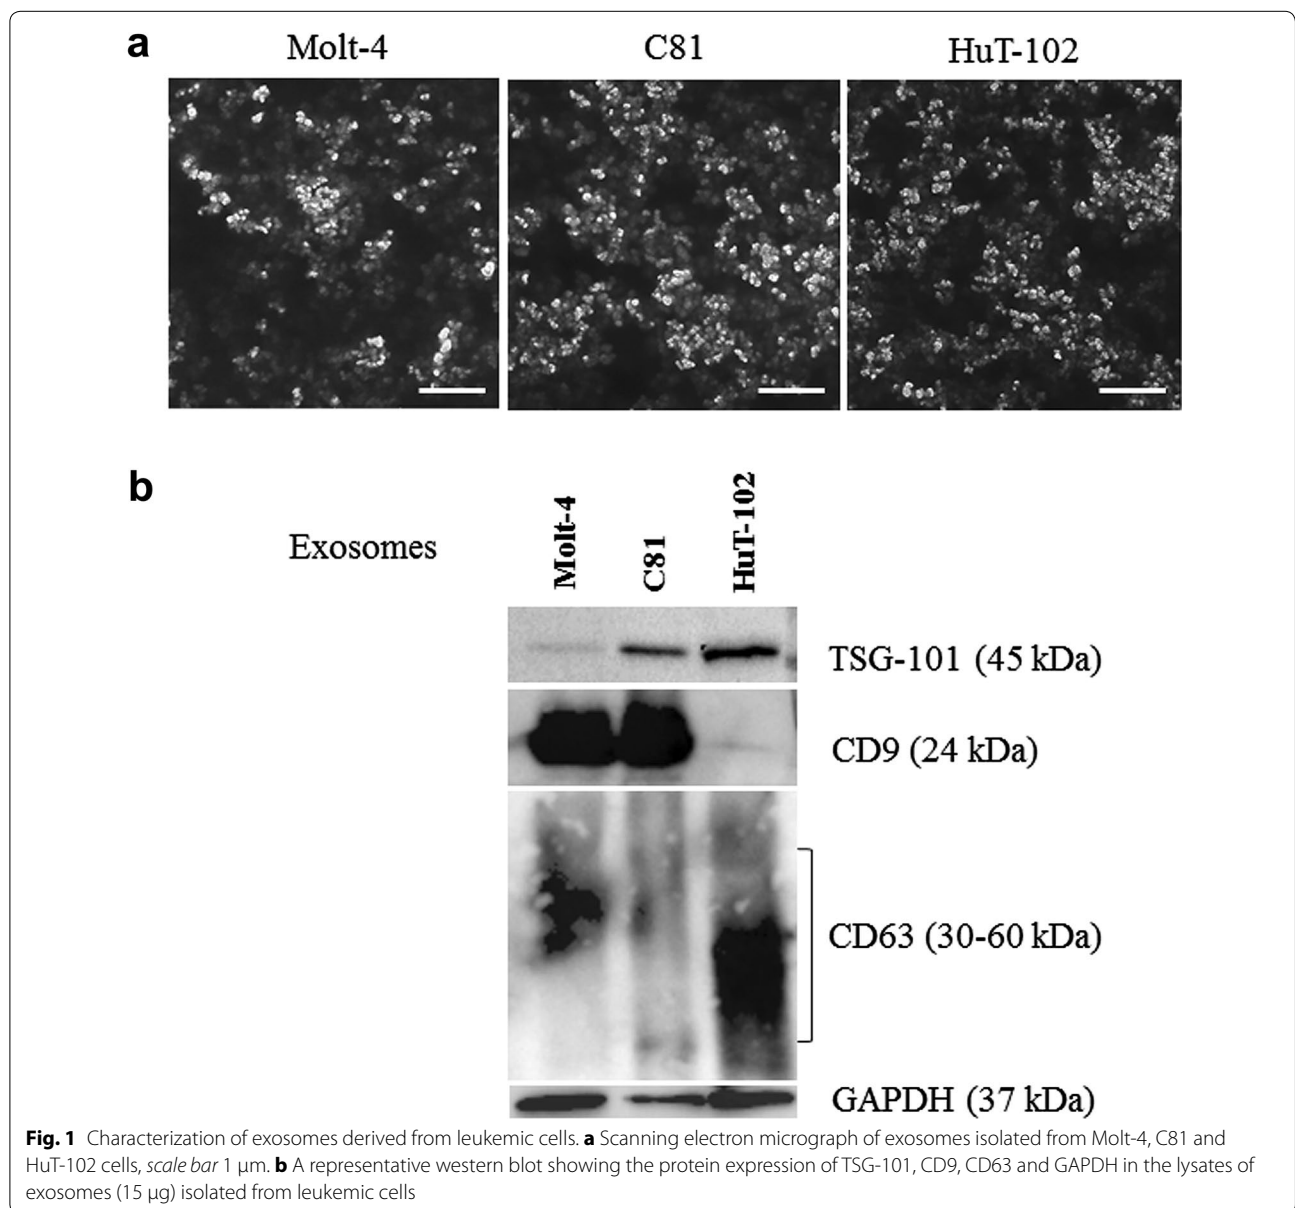 a
Molt-4 C81 HuT-102
b
Exosomes Molt-4 C81 HuT-102
TSG-101 (45 kDa)
CD9 (24 kDa)
CD63 (30-60 kDa)
GAPDH (37 kDa)
Fig. 1 Characterization of exosomes derived from leukemic cells. a Scanning electron micrograph of exosomes isolated from Molt-4, C81 and
HuT-102 cells, scale bar 1 µm. b A representative western blot showing the protein expression of TSG-101, CD9, CD63 and GAPDH in the lysates of
exosomes (15 µg) isolated from leukemic cells